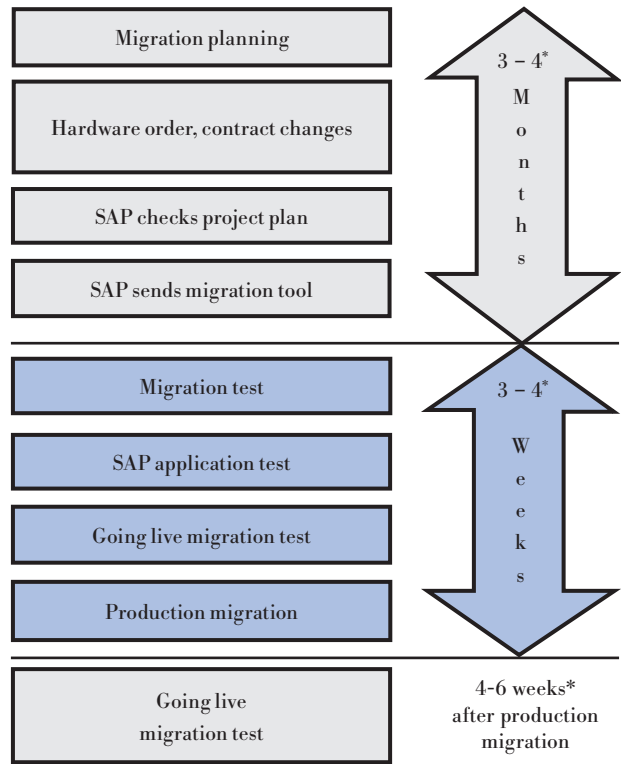 Migration planning
Hardware order, contract changes
SAP checks project plan
SAP sends migration tool
3 – 4*
M
o
n
t
h
s
Migration test
SAP application test
Going live migration test
Production migration
3 – 4*
W
e
e
k
s
Going live
migration test
4-6 weeks*
after production
migration